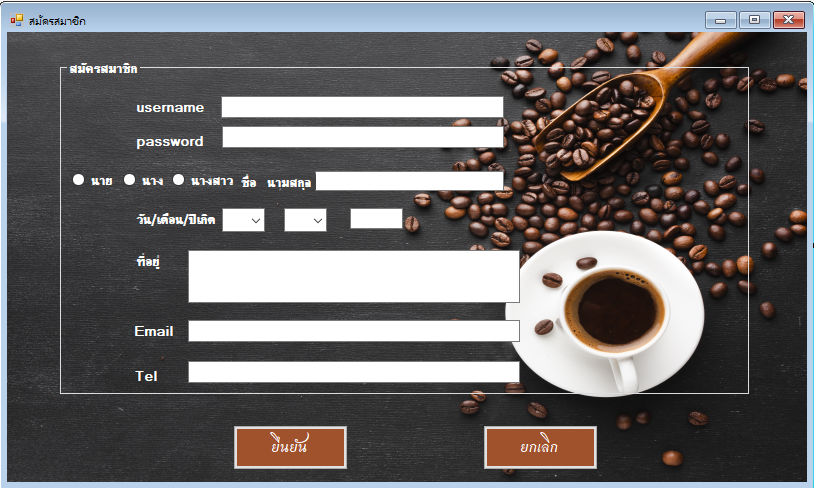 สมัครสมาชิก
สมัครสมาชิก
username
password
นาย นาง นางสาว ชื่อ นามสกุล
วัน/เดือน/ปีเกิด
ที่อยู่
Email
Tel
ยืนยัน ยกเลิก